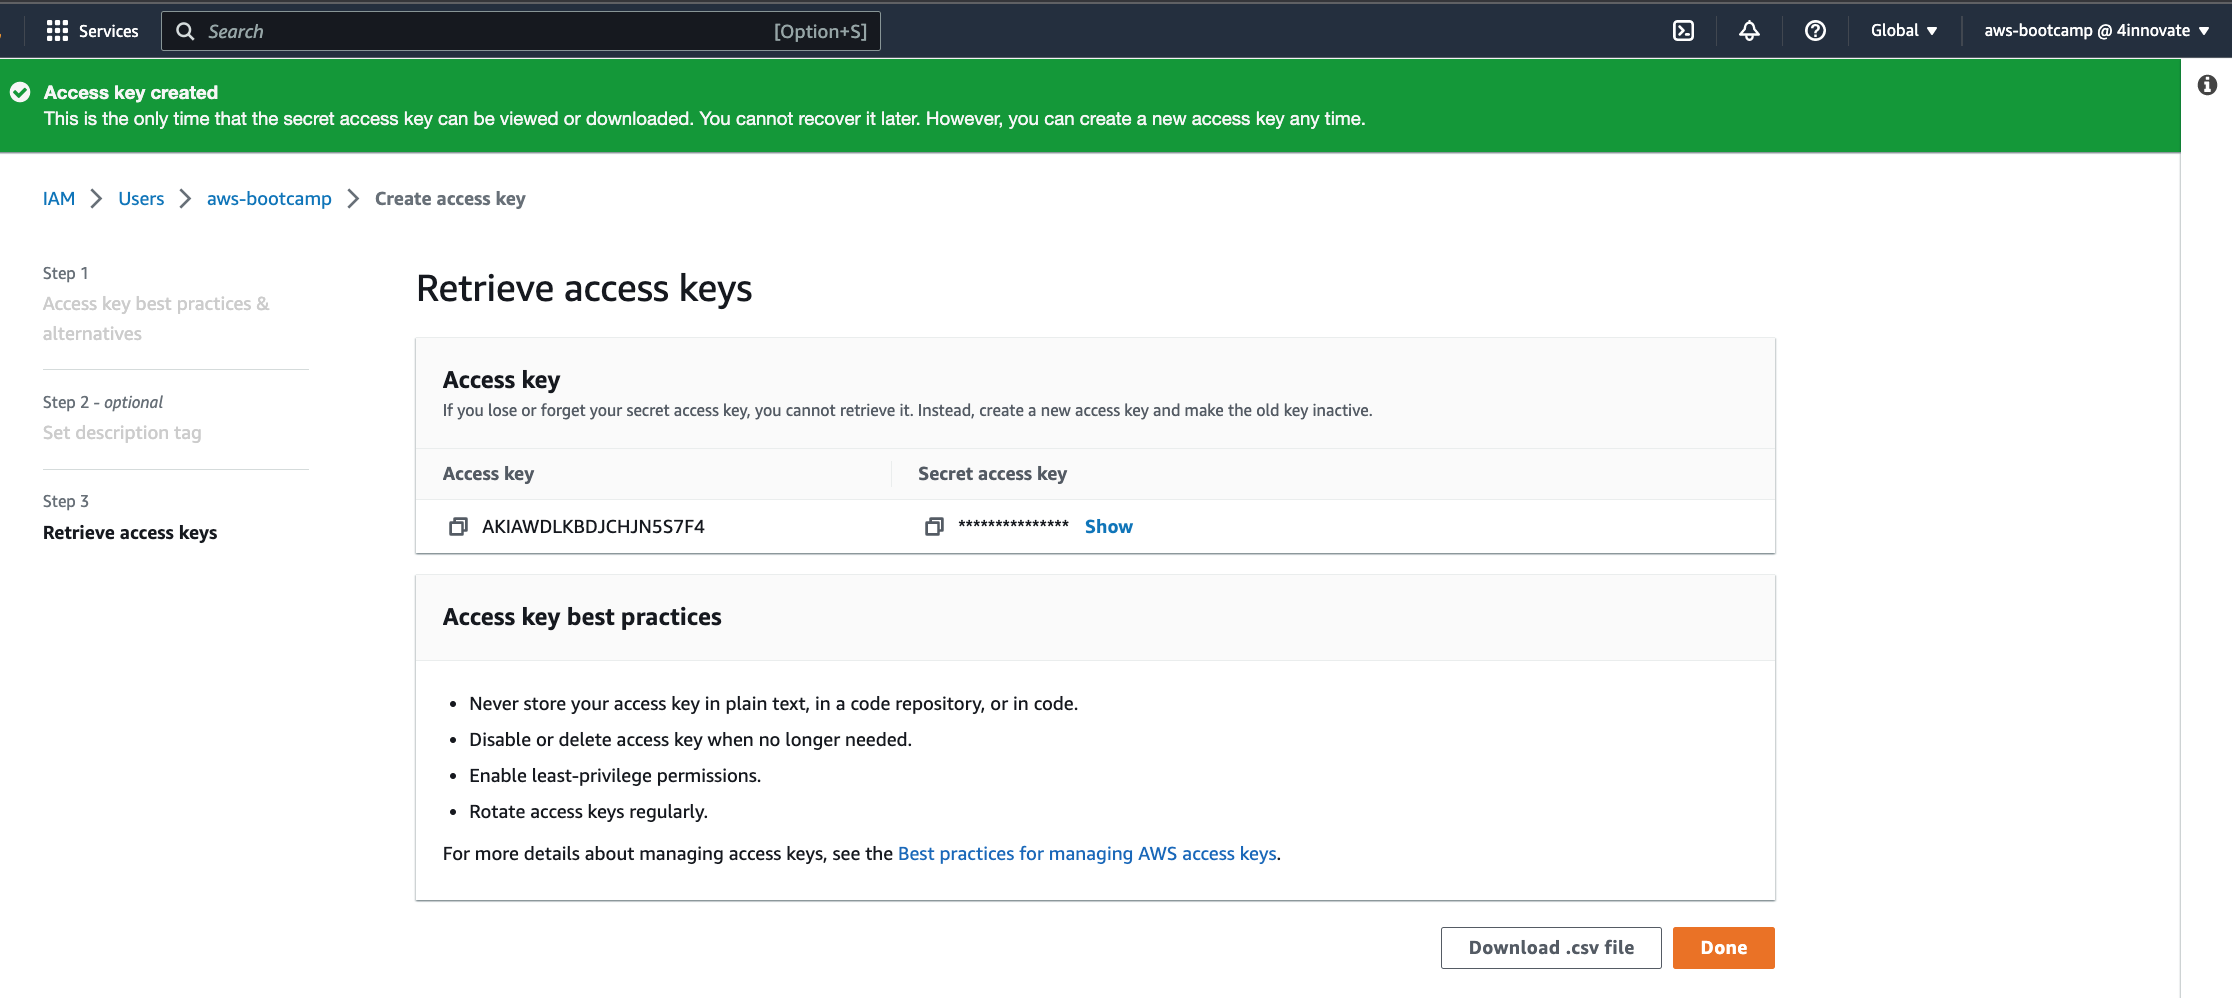 Services
Search
[Option+S]
Global
aws-bootcamp @ 4innovate
Access key created
This is the only time that the secret access key can be viewed or downloaded. You cannot recover it later. However, you can create a new access key any time.
IAM
Users
aws-bootcamp
Create access key
Step 1
Access key best practices &
alternatives
Step 2 - optional
Set description tag
Step 3
Retrieve access keys
Retrieve access keys
Access key
If you lose or forget your secret access key, you cannot retrieve it. Instead, create a new access key and make the old key inactive.
Access key
Secret access key
AKIAWDLKBDJCHJN5S7F4
*************** Show
Access key best practices
• Never store your access key in plain text, in a code repository, or in code.
• Disable or delete access key when no longer needed.
• Enable least-privilege permissions.
• Rotate access keys regularly.
For more details about managing access keys, see the Best practices for managing AWS access keys.
Download .csv file
Done